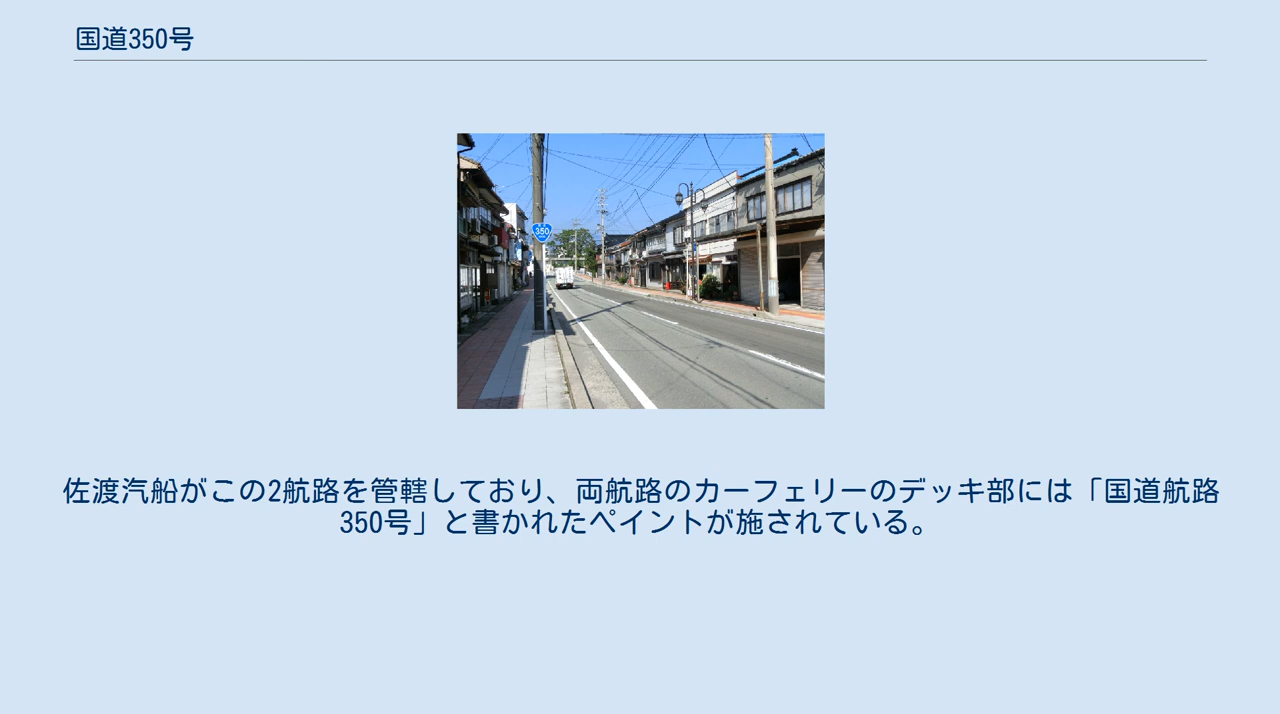 国道350号
350
佐渡汽船がこの2航路を管轄しており、両航路のカーフェリーのデッキ部には「国道航路
350号」と書かれたペイントが施されている。